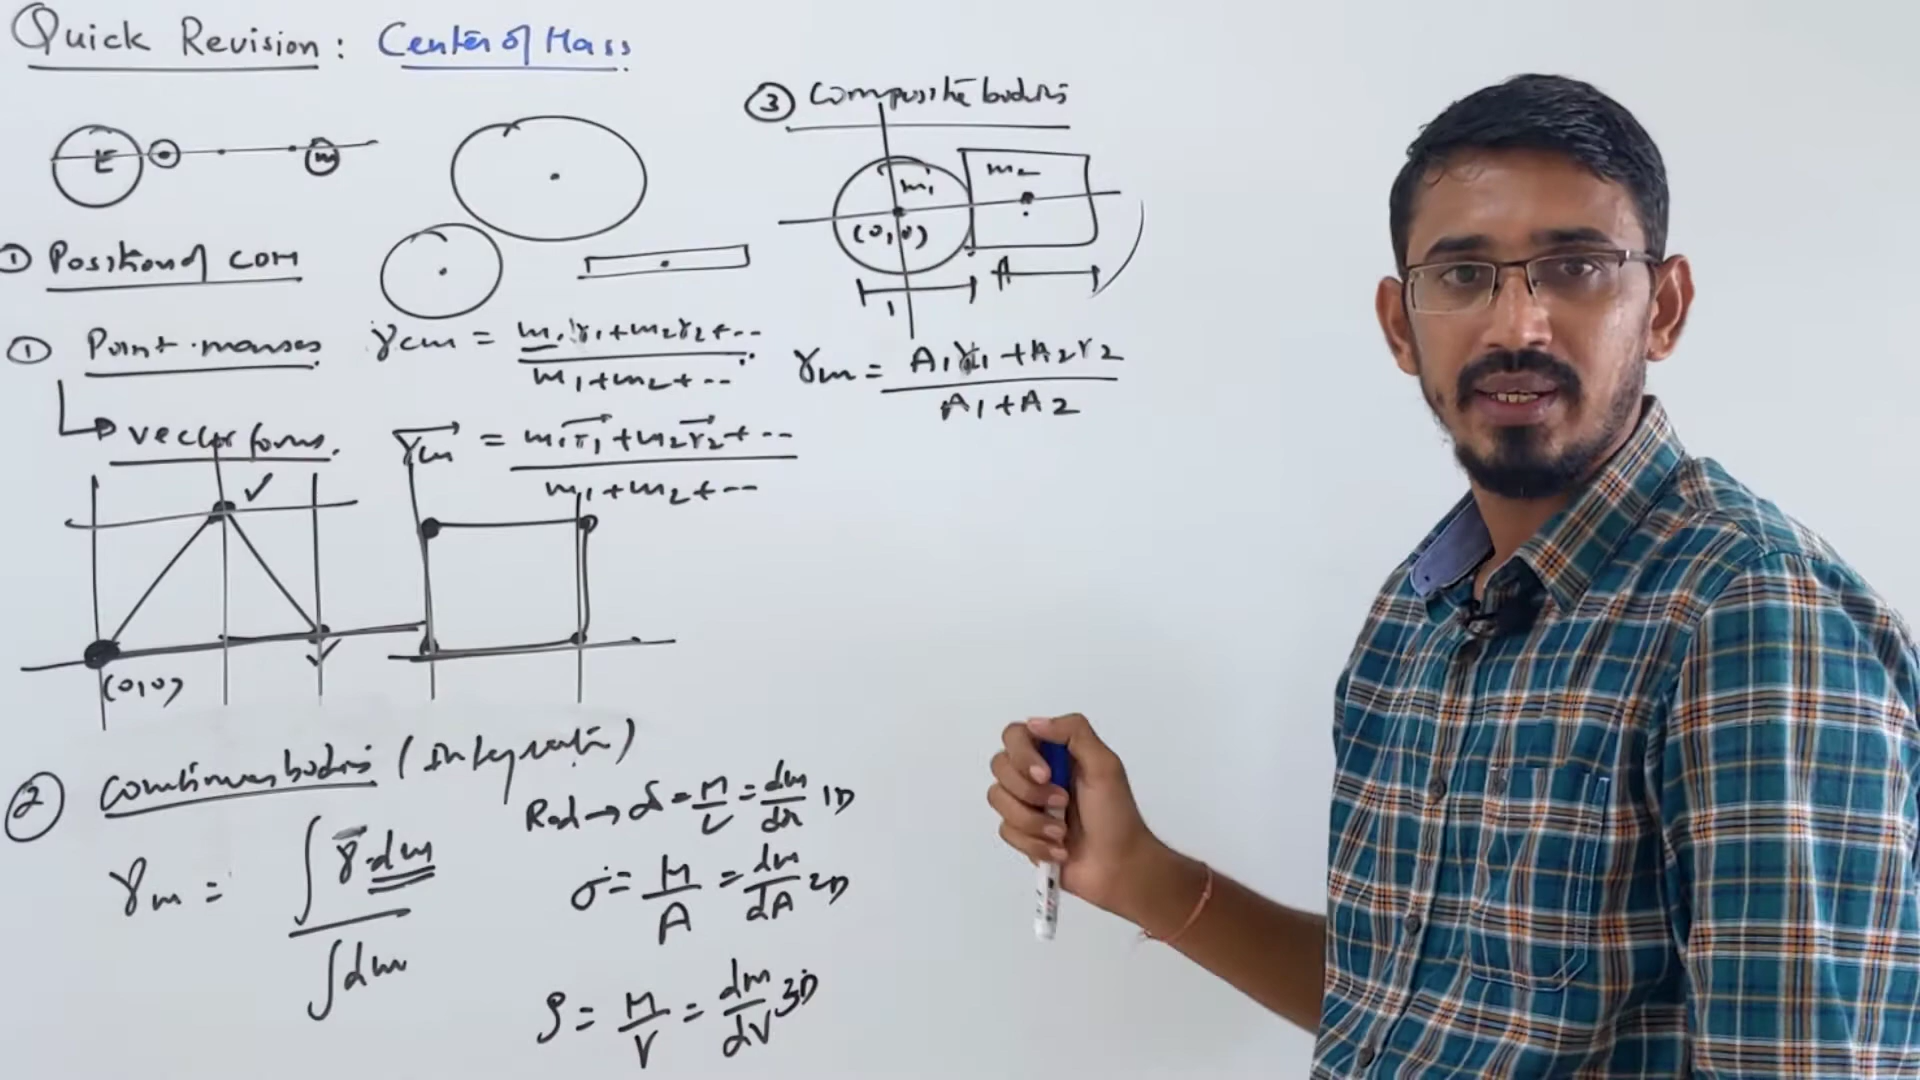 Quick Revision: Center of Mass
E m
① Position of COM
① Point masses rcm = m1r1+m2r2+-- / m1+m2+--
vector forms. rcm = m1r1+m2r2+-- / m1+m2+--
(0,0)
② Continuous bodies (Integration)
rcm = ∫r.dm / ∫dm
Rod → λ = M/L = dm/dx 1D
σ = M/A = dm/dA 2D
ρ = M/V = dm/dV 3D
③ Composite bodies
m1 m2
(0,0)
rcm = A1r1+A2r2 / A1+A2